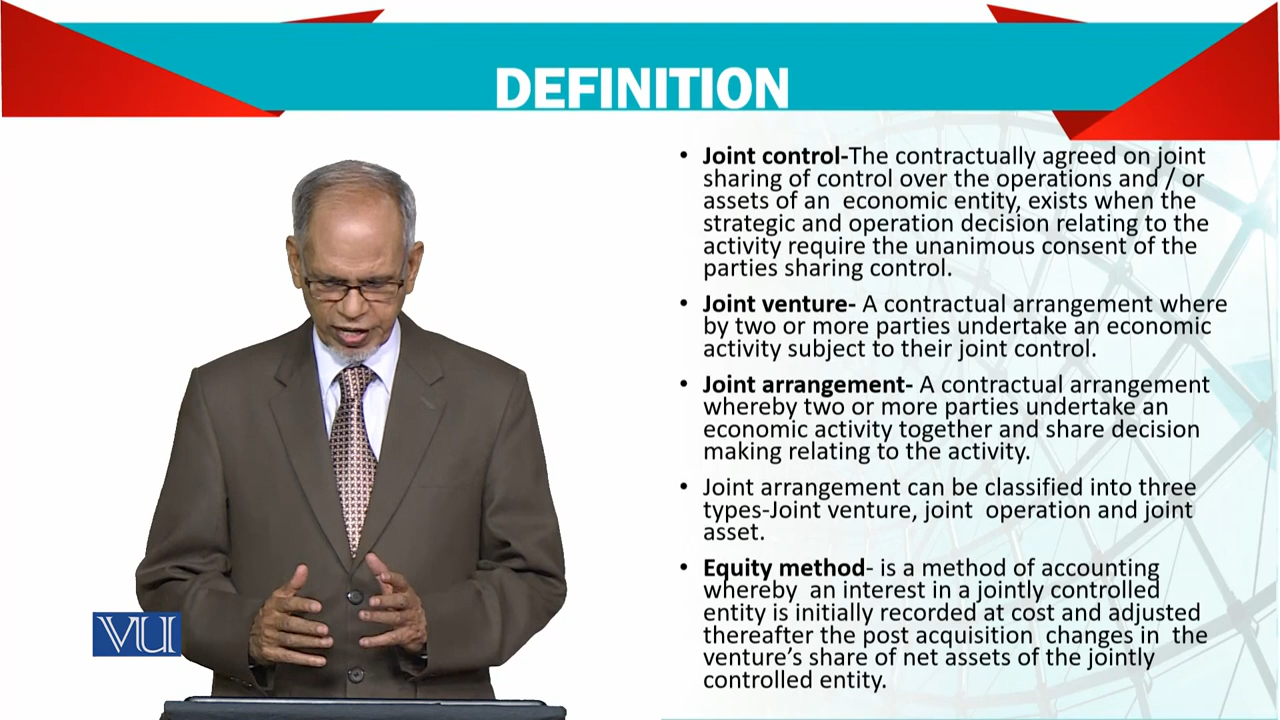 DEFINITION
• Joint control-The contractually agreed on joint
sharing of control over the operations and / or
assets of an economic entity, exists when the
strategic and operation decision relating to the
activity require the unanimous consent of the
parties sharing control.
• Joint venture- A contractual arrangement where
by two or more parties undertake an economic
activity subject to their joint control.
• Joint arrangement- A contractual arrangement
whereby two or more parties undertake an
economic activity together and share decision
making relating to the activity.
• Joint arrangement can be classified into three
types-Joint venture, joint operation and joint
asset.
• Equity method- is a method of accounting
whereby an interest in a jointly controlled
entity is initially recorded at cost and adjusted
thereafter the post acquisition changes in the
venture's share of net assets of the jointly
controlled entity.
VU